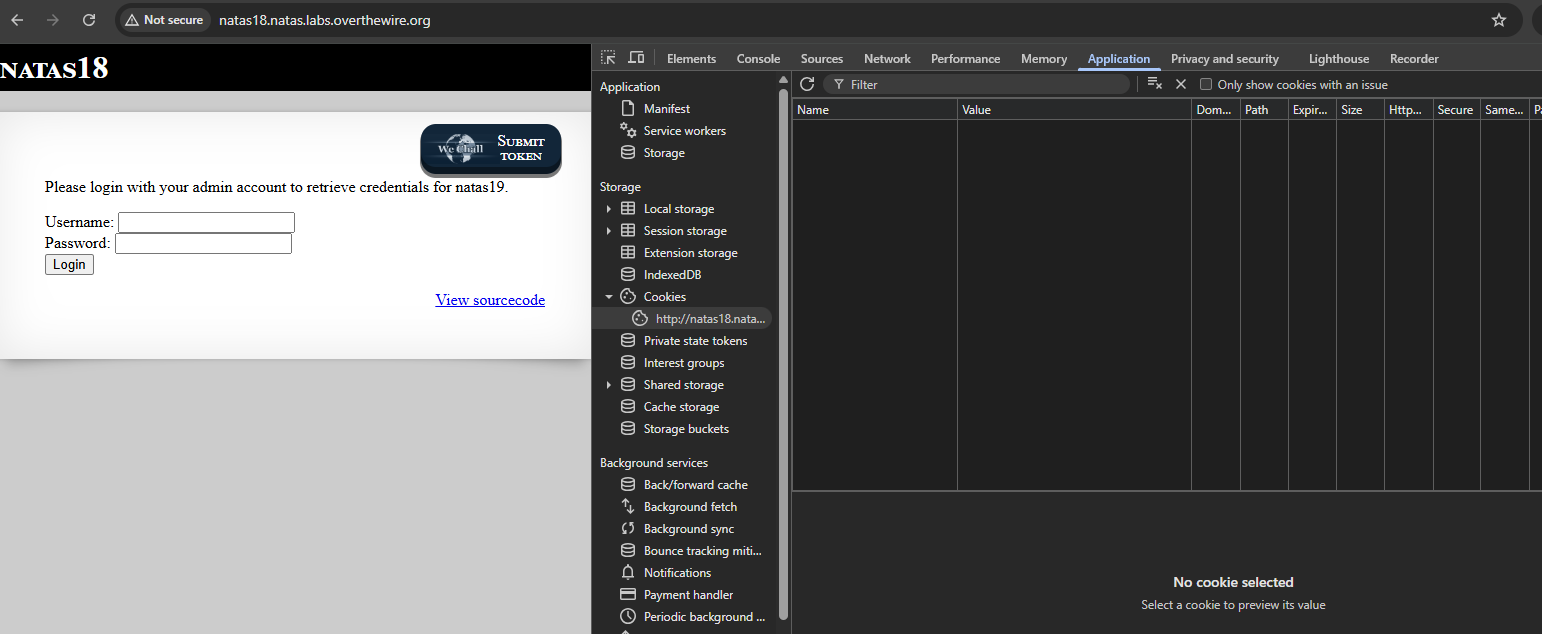 Not secure
natas18.natas.labs.overthewire.org
NATAS18
We Chall
SUBMIT
TOKEN
Please login with your admin account to retrieve credentials for natas19.
Username:
Password:
Login
View sourcecode
Elements Console Sources Network Performance Memory Application Privacy and security Lighthouse Recorder
Application
Manifest
Service workers
Storage
Storage
Local storage
Session storage
Extension storage
IndexedDB
Cookies
http://natas18.nata...
Private state tokens
Interest groups
Shared storage
Cache storage
Storage buckets
Background services
Back/forward cache
Background fetch
Background sync
Bounce tracking miti...
Notifications
Payment handler
Periodic background ...
Filter
Only show cookies with an issue
Name Value Dom... Path Expir... Size Http... Secure Same...
No cookie selected
Select a cookie to preview its value